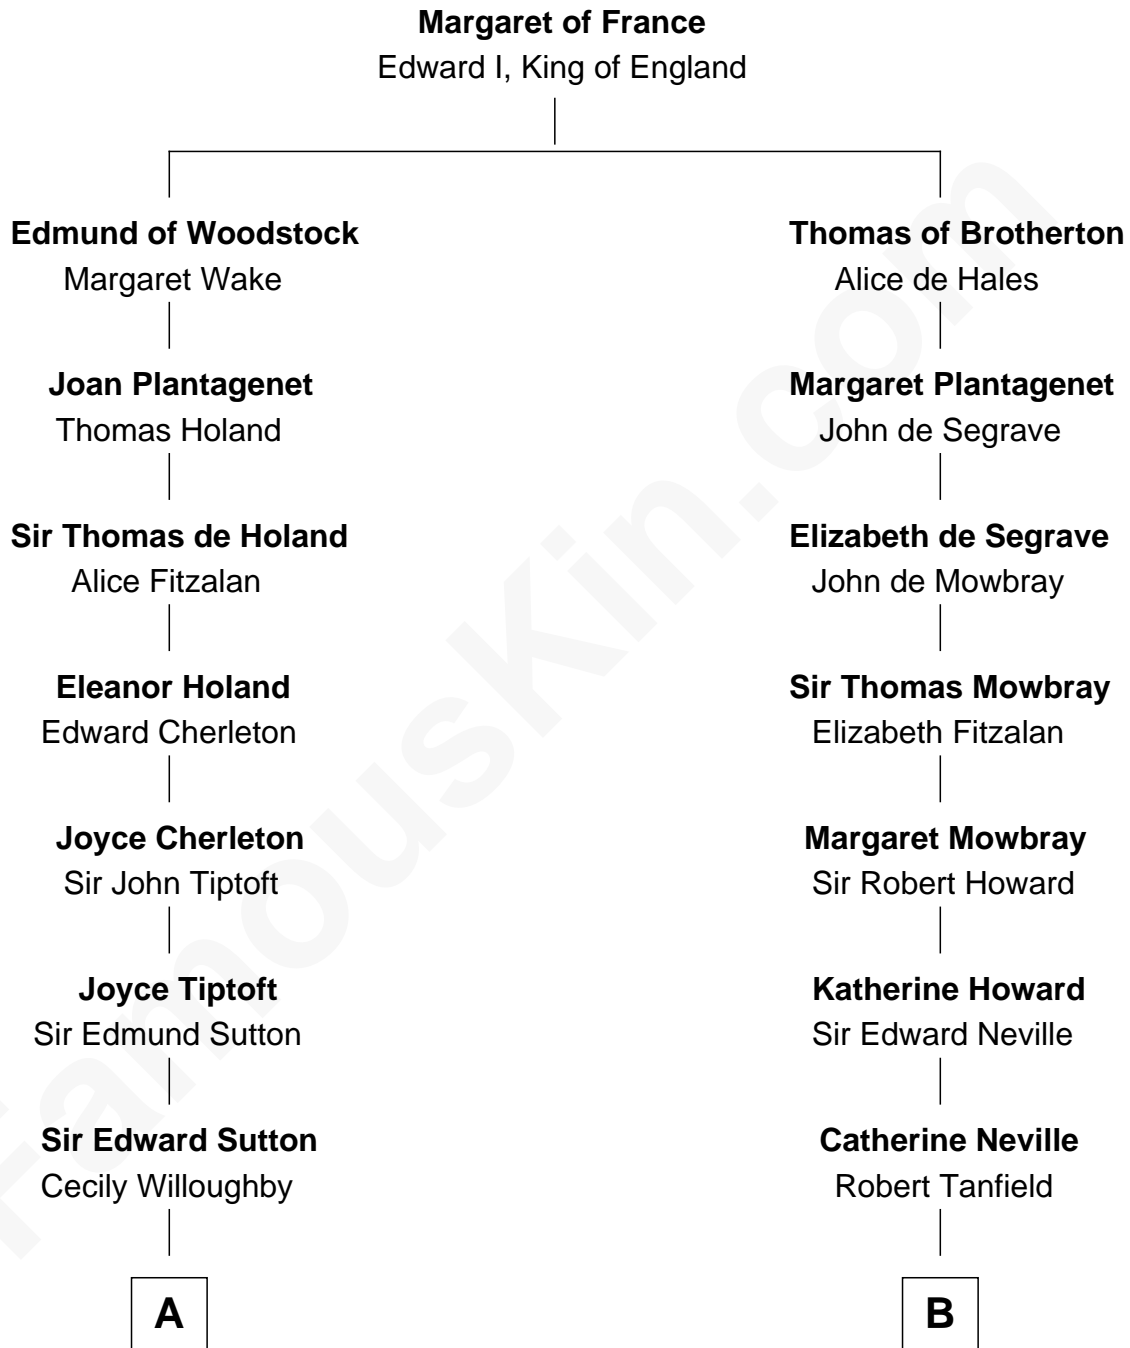 Margaret of France
Edward I, King of England
Edmund of Woodstock
Margaret Wake
Thomas of Brotherton
Alice de Hales
Joan Plantagenet
Thomas Holand
Margaret Plantagenet
John de Segrave
Sir Thomas de Holand
Alice Fitzalan
Elizabeth de Segrave
John de Mowbray
Eleanor Holand
Edward Cherleton
Sir Thomas Mowbray
Elizabeth Fitzalan
Joyce Cherleton
Sir John Tiptoft
Margaret Mowbray
Sir Robert Howard
Joyce Tiptoft
Sir Edmund Sutton
Katherine Howard
Sir Edward Neville
Sir Edward Sutton
Cecily Willoughby
Catherine Neville
Robert Tanfield
A
B
FamousKin.com